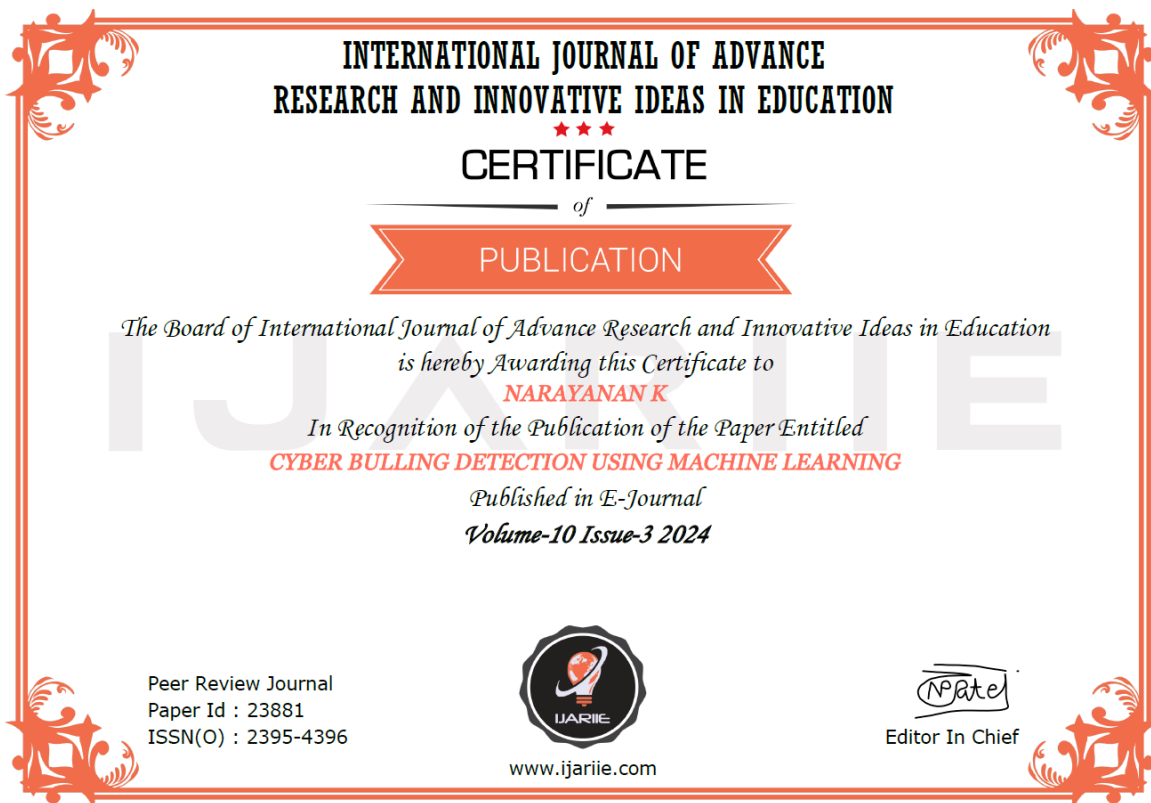 INTERNATIONAL JOURNAL OF ADVANCE
RESEARCH AND INNOVATIVE IDEAS IN EDUCATION
CERTIFICATE
of
PUBLICATION
IJARIIE
The Board of International Journal of Advance Research and Innovative Ideas in Education
is hereby Awarding this Certificate to
NARAYANAN K
In Recognition of the Publication of the Paper Entitled
CYBER BULLING DETECTION USING MACHINE LEARNING
Published in E-Journal
Volume-10 Issue-3 2024
Peer Review Journal
Paper Id : 23881
ISSN(O) : 2395-4396
IJARIIE
www.ijariie.com
Editor In Chief